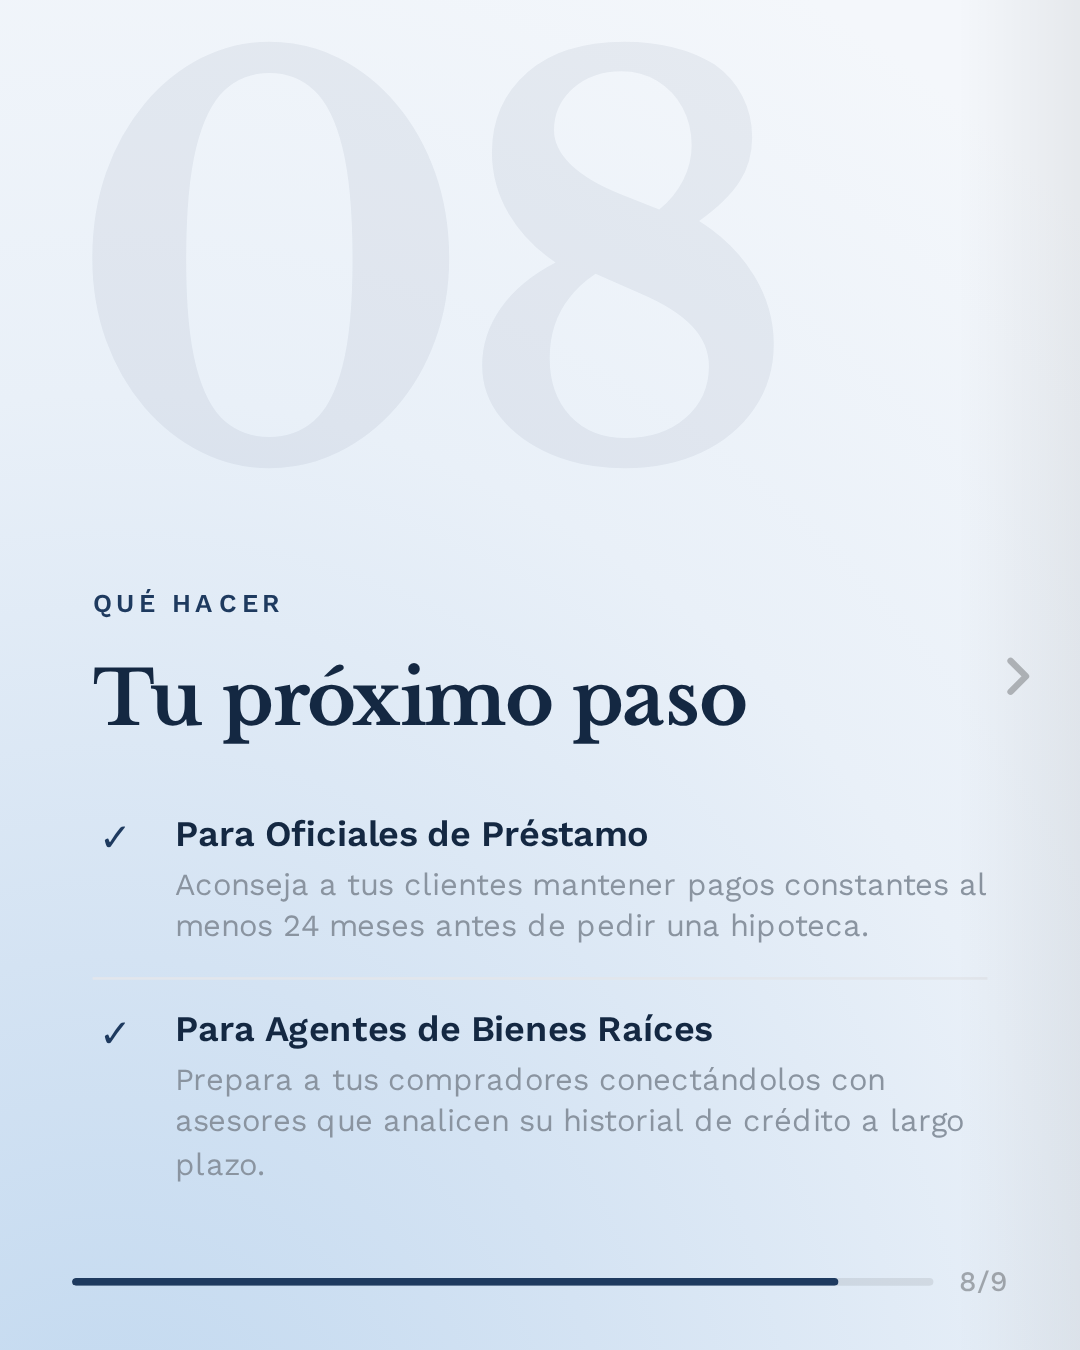 08
QUÉ HACER
Tu próximo paso
✓ Para Oficiales de Préstamo
Aconseja a tus clientes mantener pagos constantes al
menos 24 meses antes de pedir una hipoteca.
✓ Para Agentes de Bienes Raíces
Prepara a tus compradores conectándolos con
asesores que analicen su historial de crédito a largo
plazo.
8/9